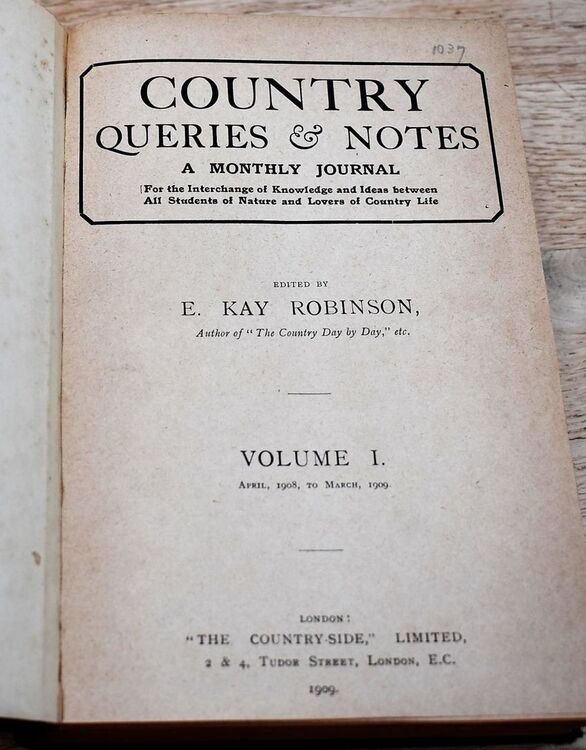 1037
COUNTRY
QUERIES & NOTES
A MONTHLY JOURNAL
For the Interchange of Knowledge and Ideas between
All Students of Nature and Lovers of Country Life
EDITED BY
E. KAY ROBINSON,
Author of "The Country Day by Day," etc.
VOLUME I.
APRIL, 1908, TO MARCH, 1909.
LONDON:
"THE COUNTRY-SIDE," LIMITED,
2 & 4, TUDOR STREET, LONDON, E.C.
1909.